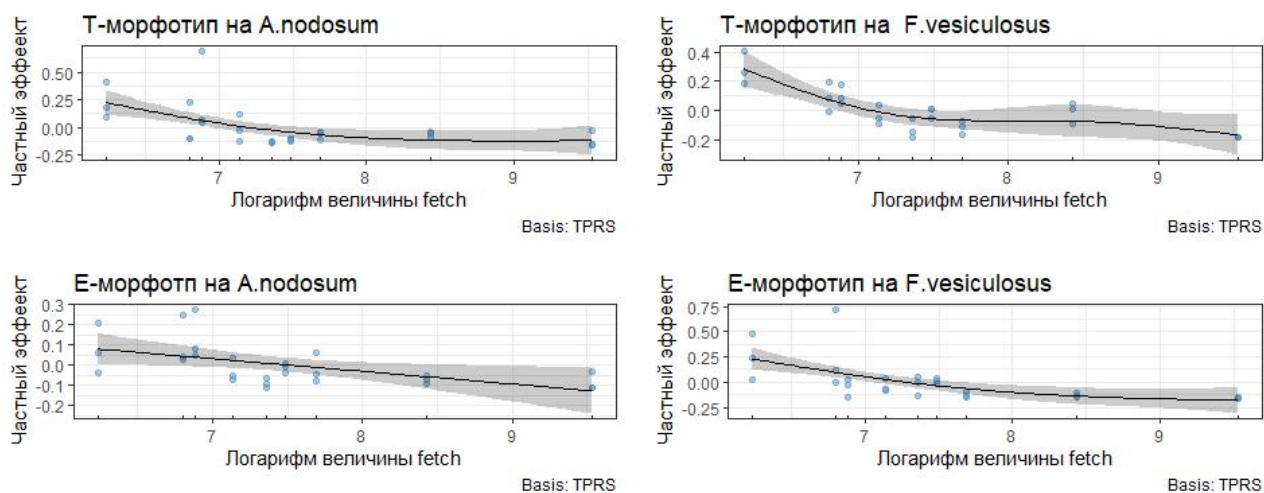 Т-морфотип на A.nodosum
Частный эффеект
0.50
0.25
0.00
-0.25
7 8 9
Логарифм величины fetch
Basis: TPRS
Т-морфотип на F.vesiculosus
Частный эффеект
0.4
0.2
0.0
-0.2
7 8 9
Логарифм величины fetch
Basis: TPRS
Е-морфотп на A.nodosum
Частный эффеект
0.3
0.2
0.1
0.0
-0.1
-0.2
7 8 9
Логарифм величины fetch
Basis: TPRS
Е-морфотип на F.vesiculosus
Частный эффеект
0.75
0.50
0.25
0.00
-0.25
7 8 9
Логарифм величины fetch
Basis: TPRS